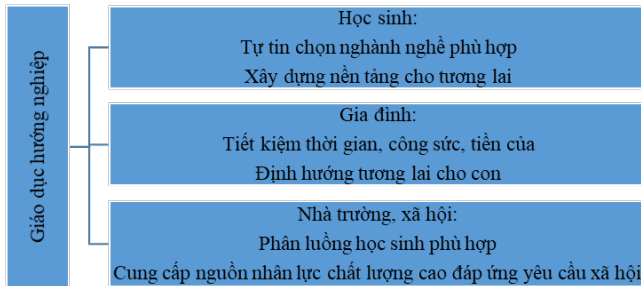 Giáo dục hướng nghiệp
Học sinh:
Tự tin chọn nghành nghề phù hợp
Xây dựng nền tảng cho tương lai
Gia đình:
Tiết kiệm thời gian, công sức, tiền của
Định hướng tương lai cho con
Nhà trường, xã hội:
Phân luồng học sinh phù hợp
Cung cấp nguồn nhân lực chất lượng cao đáp ứng yêu cầu xã hội